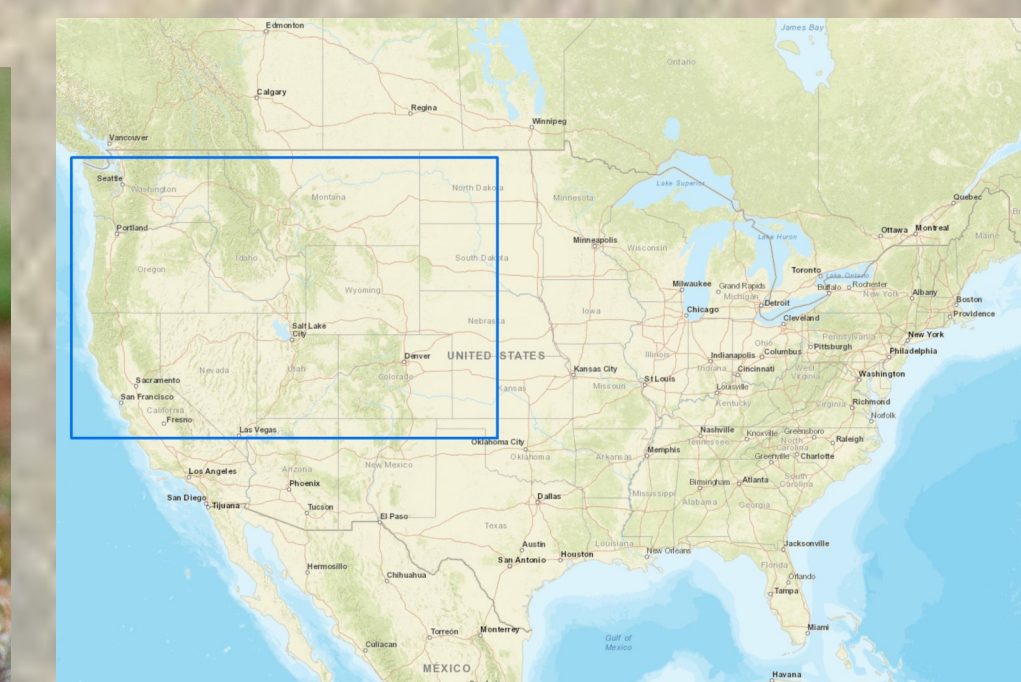 Edmonton
James Bay
Ontario
Calgary
Regina
Winnipeg
Vancouver
Seattle
Washington
Montana
North Dakota
Minnesota
Lake Superior
Quebec
Portland
Ottawa
Montreal
Maine
Minneapolis
Wisconsin
Lake Huron
Oregon
Idaho
South Dakota
Toronto
Lake Ontario
Wyoming
Milwaukee
Grand Rapids
Michigan
Buffalo
Rochester
New York
Albany
Boston
Detroit
Providence
Iowa
Chicago
Cleveland
Salt Lake
City
Nebraska
New York
Pennsylvania
Ohio
Pittsburgh
Denver
UNITED STATES
Illinois
Indianapolis
Columbus
Philadelphia
Nevada
Utah
Colorado
Kansas City
Indiana
Cincinnati
West
Virginia
Washington
Sacramento
Kansas
Missouri
St Louis
Louisville
San Francisco
Kentucky
Virginia
Richmond
California
Norfolk
Fresno
Las Vegas
Nashville
Knoxville
Greensboro
Oklahoma City
Tennessee
North
Carolina
Raleigh
Memphis
Greenville
Charlotte
Oklahoma
Arkansas
Los Angeles
Arizona
New Mexico
Phoenix
Birmingham
Atlanta
South
Carolina
San Diego
Tijuana
Tucson
Dallas
Mississippi
Alabama
Georgia
El Paso
Texas
Austin
Louisiana
Jacksonville
San Antonio
Houston
New Orleans
Hermosillo
Chihuahua
Florida
Orlando
Tampa
Torreón
Monterrey
Miami
Culiacan
Gulf of
Mexico
MÉXICO
Havana